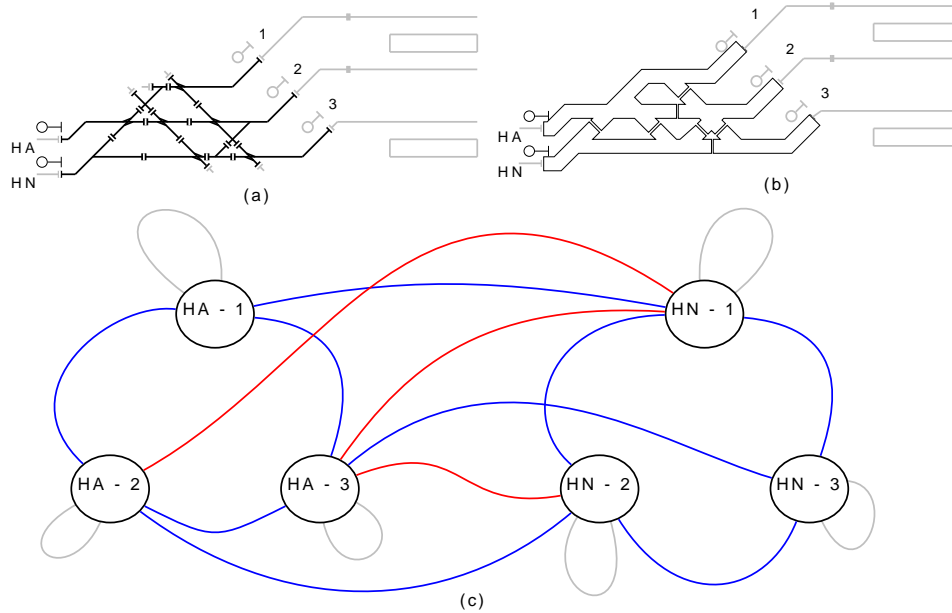 1
2
3
HA
HN
(a)
1
2
3
HA
HN
(b)
HA - 1
HN - 1
HA - 2
HA - 3
HN - 2
HN - 3
(c)